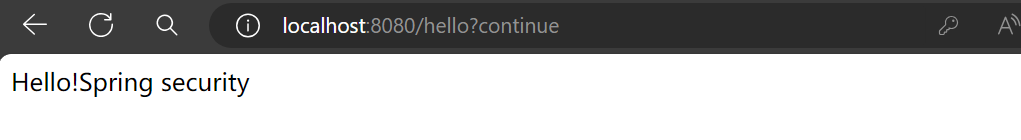 localhost:8080/hello?continue
Hello!Spring security